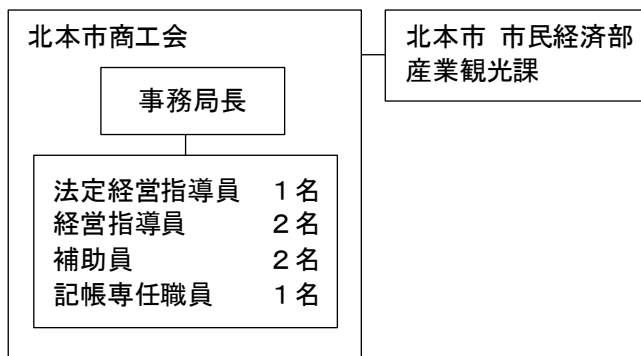 北本市商工会
事務局長
法定経営指導員 1名
経営指導員 2名
補助員 2名
記帳専任職員 1名
北本市 市民経済部
産業観光課